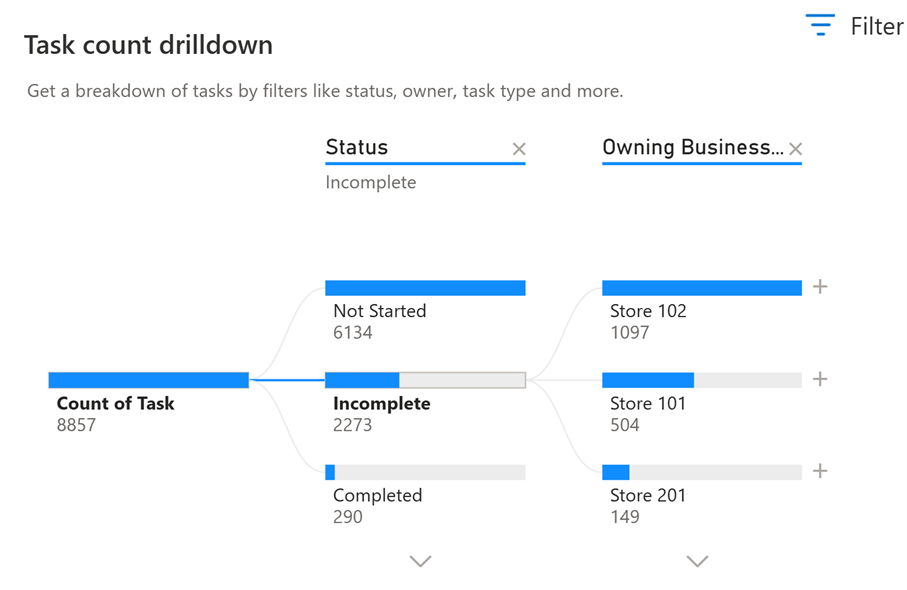 Filter
Task count drilldown
Get a breakdown of tasks by filters like status, owner, task type and more.
Status
Owning Business...
Incomplete
Not Started
6134
Store 102
1097
Count of Task
8857
Incomplete
2273
Store 101
504
Completed
290
Store 201
149